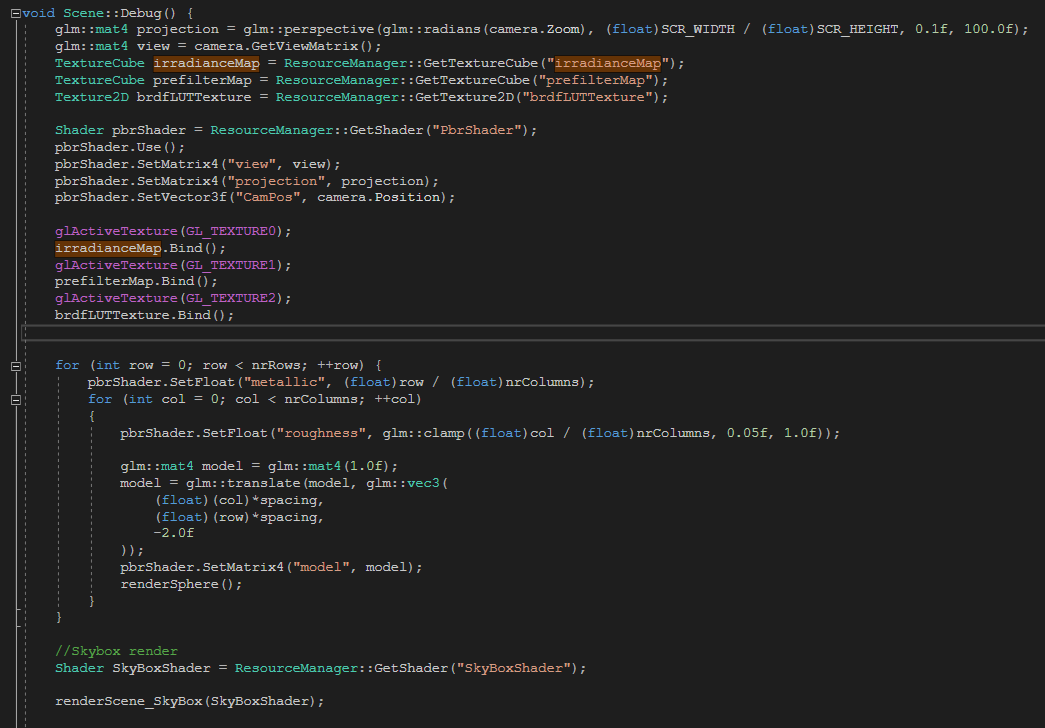 void Scene::Debug() {
    glm::mat4 projection = glm::perspective(glm::radians(camera.Zoom), (float)SCR_WIDTH / (float)SCR_HEIGHT, 0.1f, 100.0f);
    glm::mat4 view = camera.GetViewMatrix();
    TextureCube irradianceMap = ResourceManager::GetTextureCube("irradianceMap");
    TextureCube prefilterMap = ResourceManager::GetTextureCube("prefilterMap");
    Texture2D brdfLUTTexture = ResourceManager::GetTexture2D("brdfLUTTexture");

    Shader pbrShader = ResourceManager::GetShader("PbrShader");
    pbrShader.Use();
    pbrShader.SetMatrix4("view", view);
    pbrShader.SetMatrix4("projection", projection);
    pbrShader.SetVector3f("CamPos", camera.Position);

    glActiveTexture(GL_TEXTURE0);
    irradianceMap.Bind();
    glActiveTexture(GL_TEXTURE1);
    prefilterMap.Bind();
    glActiveTexture(GL_TEXTURE2);
    brdfLUTTexture.Bind();

    for (int row = 0; row < nrRows; ++row) {
        pbrShader.SetFloat("metallic", (float)row / (float)nrColumns);
        for (int col = 0; col < nrColumns; ++col)
        {
            pbrShader.SetFloat("roughness", glm::clamp((float)col / (float)nrColumns, 0.05f, 1.0f));

            glm::mat4 model = glm::mat4(1.0f);
            model = glm::translate(model, glm::vec3(
                (float)(col)*spacing,
                (float)(row)*spacing,
                -2.0f
            ));
            pbrShader.SetMatrix4("model", model);
            renderSphere();
        }
    }

    //Skybox render
    Shader SkyBoxShader = ResourceManager::GetShader("SkyBoxShader");

    renderScene_SkyBox(SkyBoxShader);